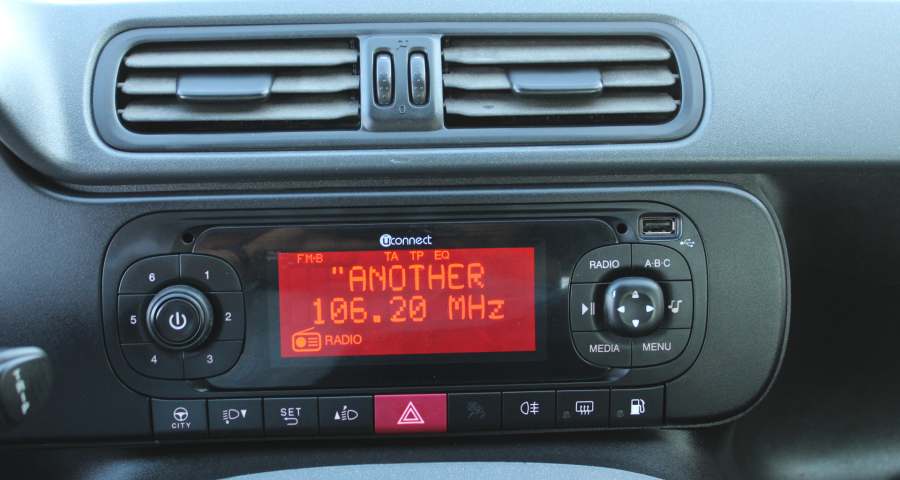 uconnect
FM-B TA TP EQ
"ANOTHER
106.20 MHz
RADIO
6 1
5 2
4 3
RADIO A·B·C
MEDIA MENU
CITY
SET